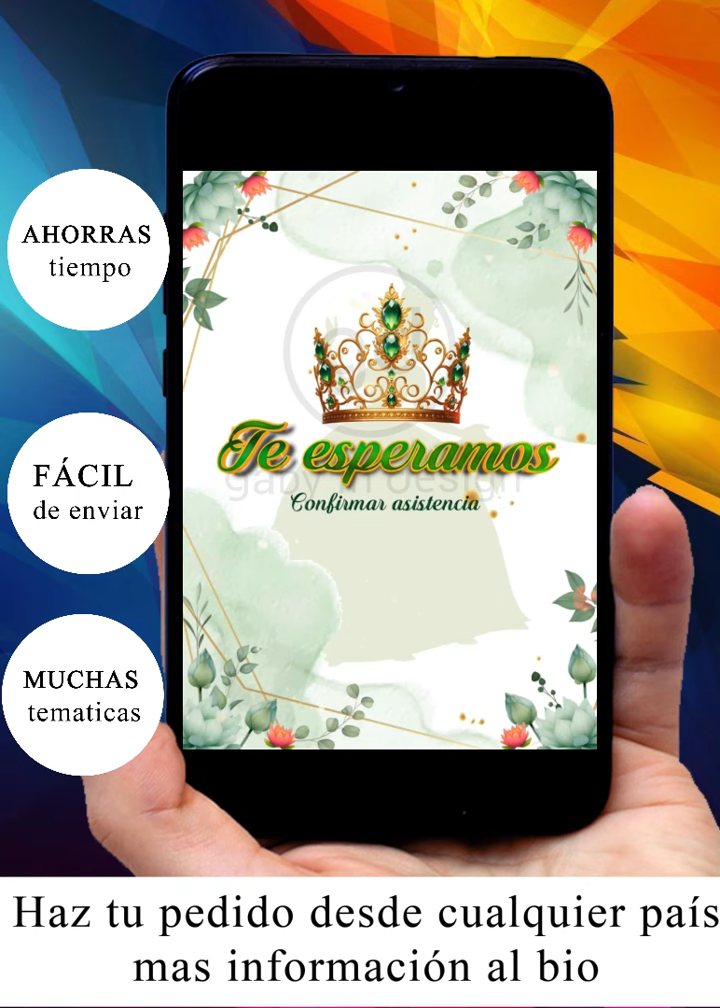 AHORRAS
tiempo
FÁCIL
de enviar
MUCHAS
tematicas
Te esperamos
Confirmar asistencia
Haz tu pedido desde cualquier país
mas información al bio